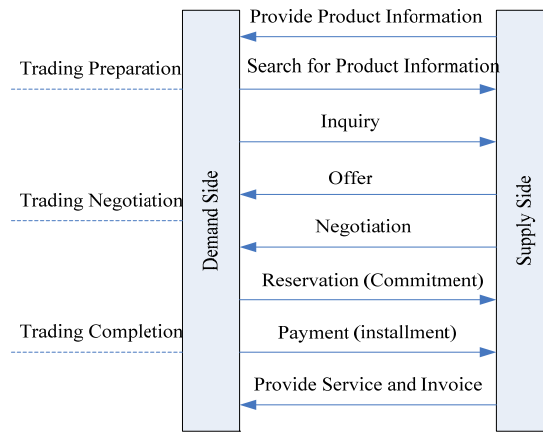 Provide Product Information
Trading Preparation
Search for Product Information
Inquiry
Offer
Trading Negotiation
Negotiation
Demand Side
Supply Side
Reservation (Commitment)
Trading Completion
Payment (installment)
Provide Service and Invoice